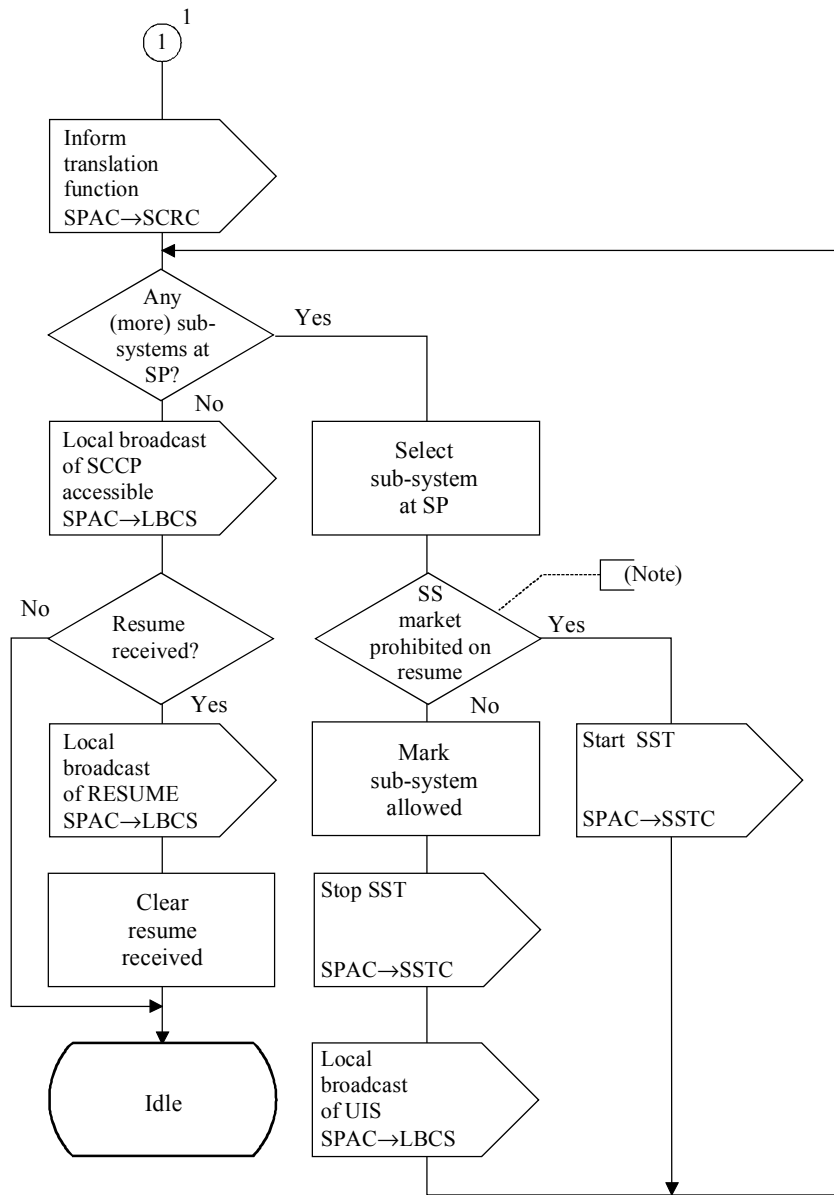 1
1
Inform
translation
function
SPAC→SCRC
Any
(more) sub-
systems at
SP?
Yes
No
Local broadcast
of SCCP
accessible
SPAC→LBCS
Select
sub-system
at SP
(Note)
No
Resume
received?
Yes
SS
market
prohibited on
resume
Yes
No
Local
broadcast
of RESUME
SPAC→LBCS
Mark
sub-system
allowed
Start SST
SPAC→SSTC
Clear
resume
received
Stop SST
SPAC→SSTC
Idle
Local
broadcast
of UIS
SPAC→LBCS